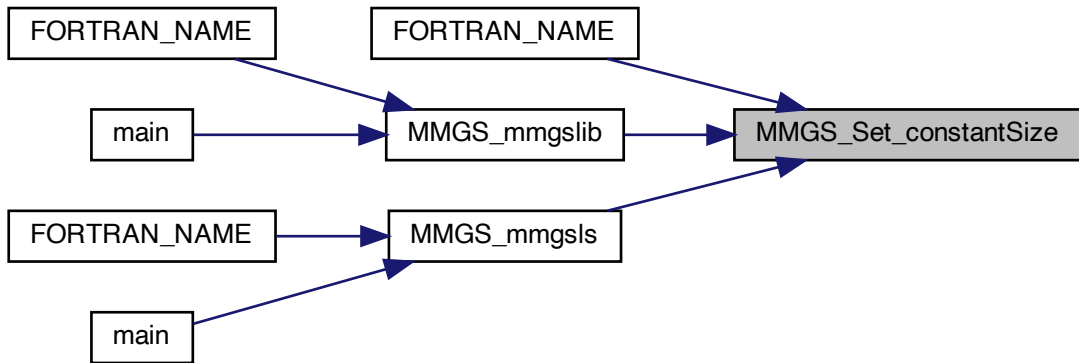 FORTRAN_NAME
FORTRAN_NAME
main
MMGS_mmgslib
MMGS_Set_constantSize
FORTRAN_NAME
MMGS_mmgsls
main